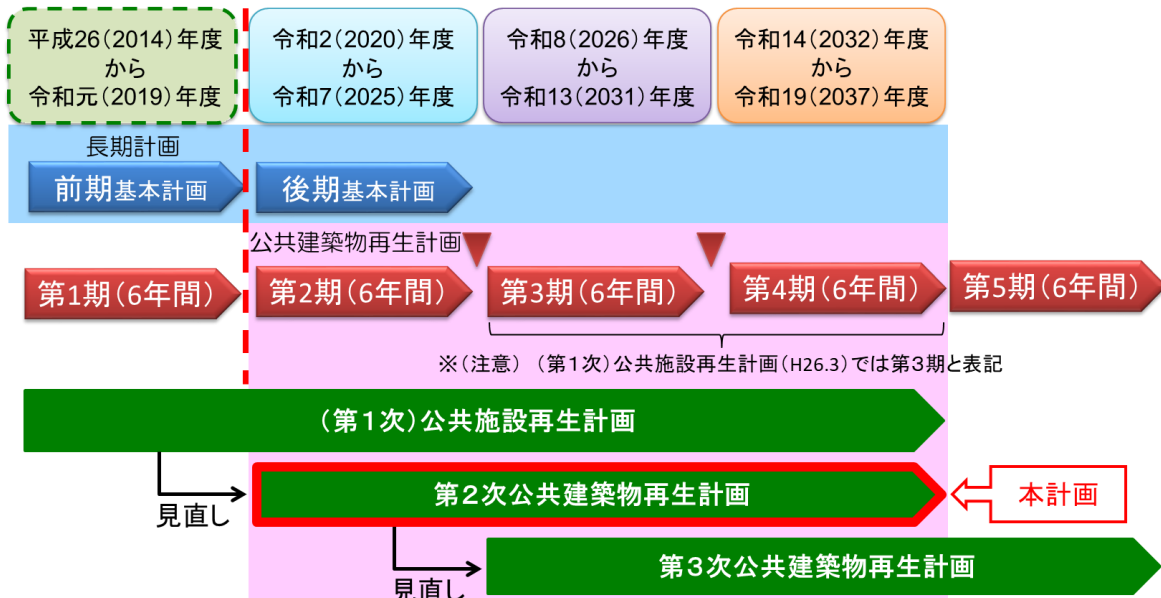 平成26(2014)年度
から
令和元(2019)年度
令和2(2020)年度
から
令和7(2025)年度
令和8(2026)年度
から
令和13(2031)年度
令和14(2032)年度
から
令和19(2037)年度
長期計画
前期基本計画
後期基本計画
公共建築物再生計画
第1期(6年間)
第2期(6年間)
第3期(6年間)
第4期(6年間)
第5期(6年間)
※(注意) (第1次)公共施設再生計画(H26.3)では第3期と表記
(第1次)公共施設再生計画
見直し
第2次公共建築物再生計画
本計画
見直し
第3次公共建築物再生計画